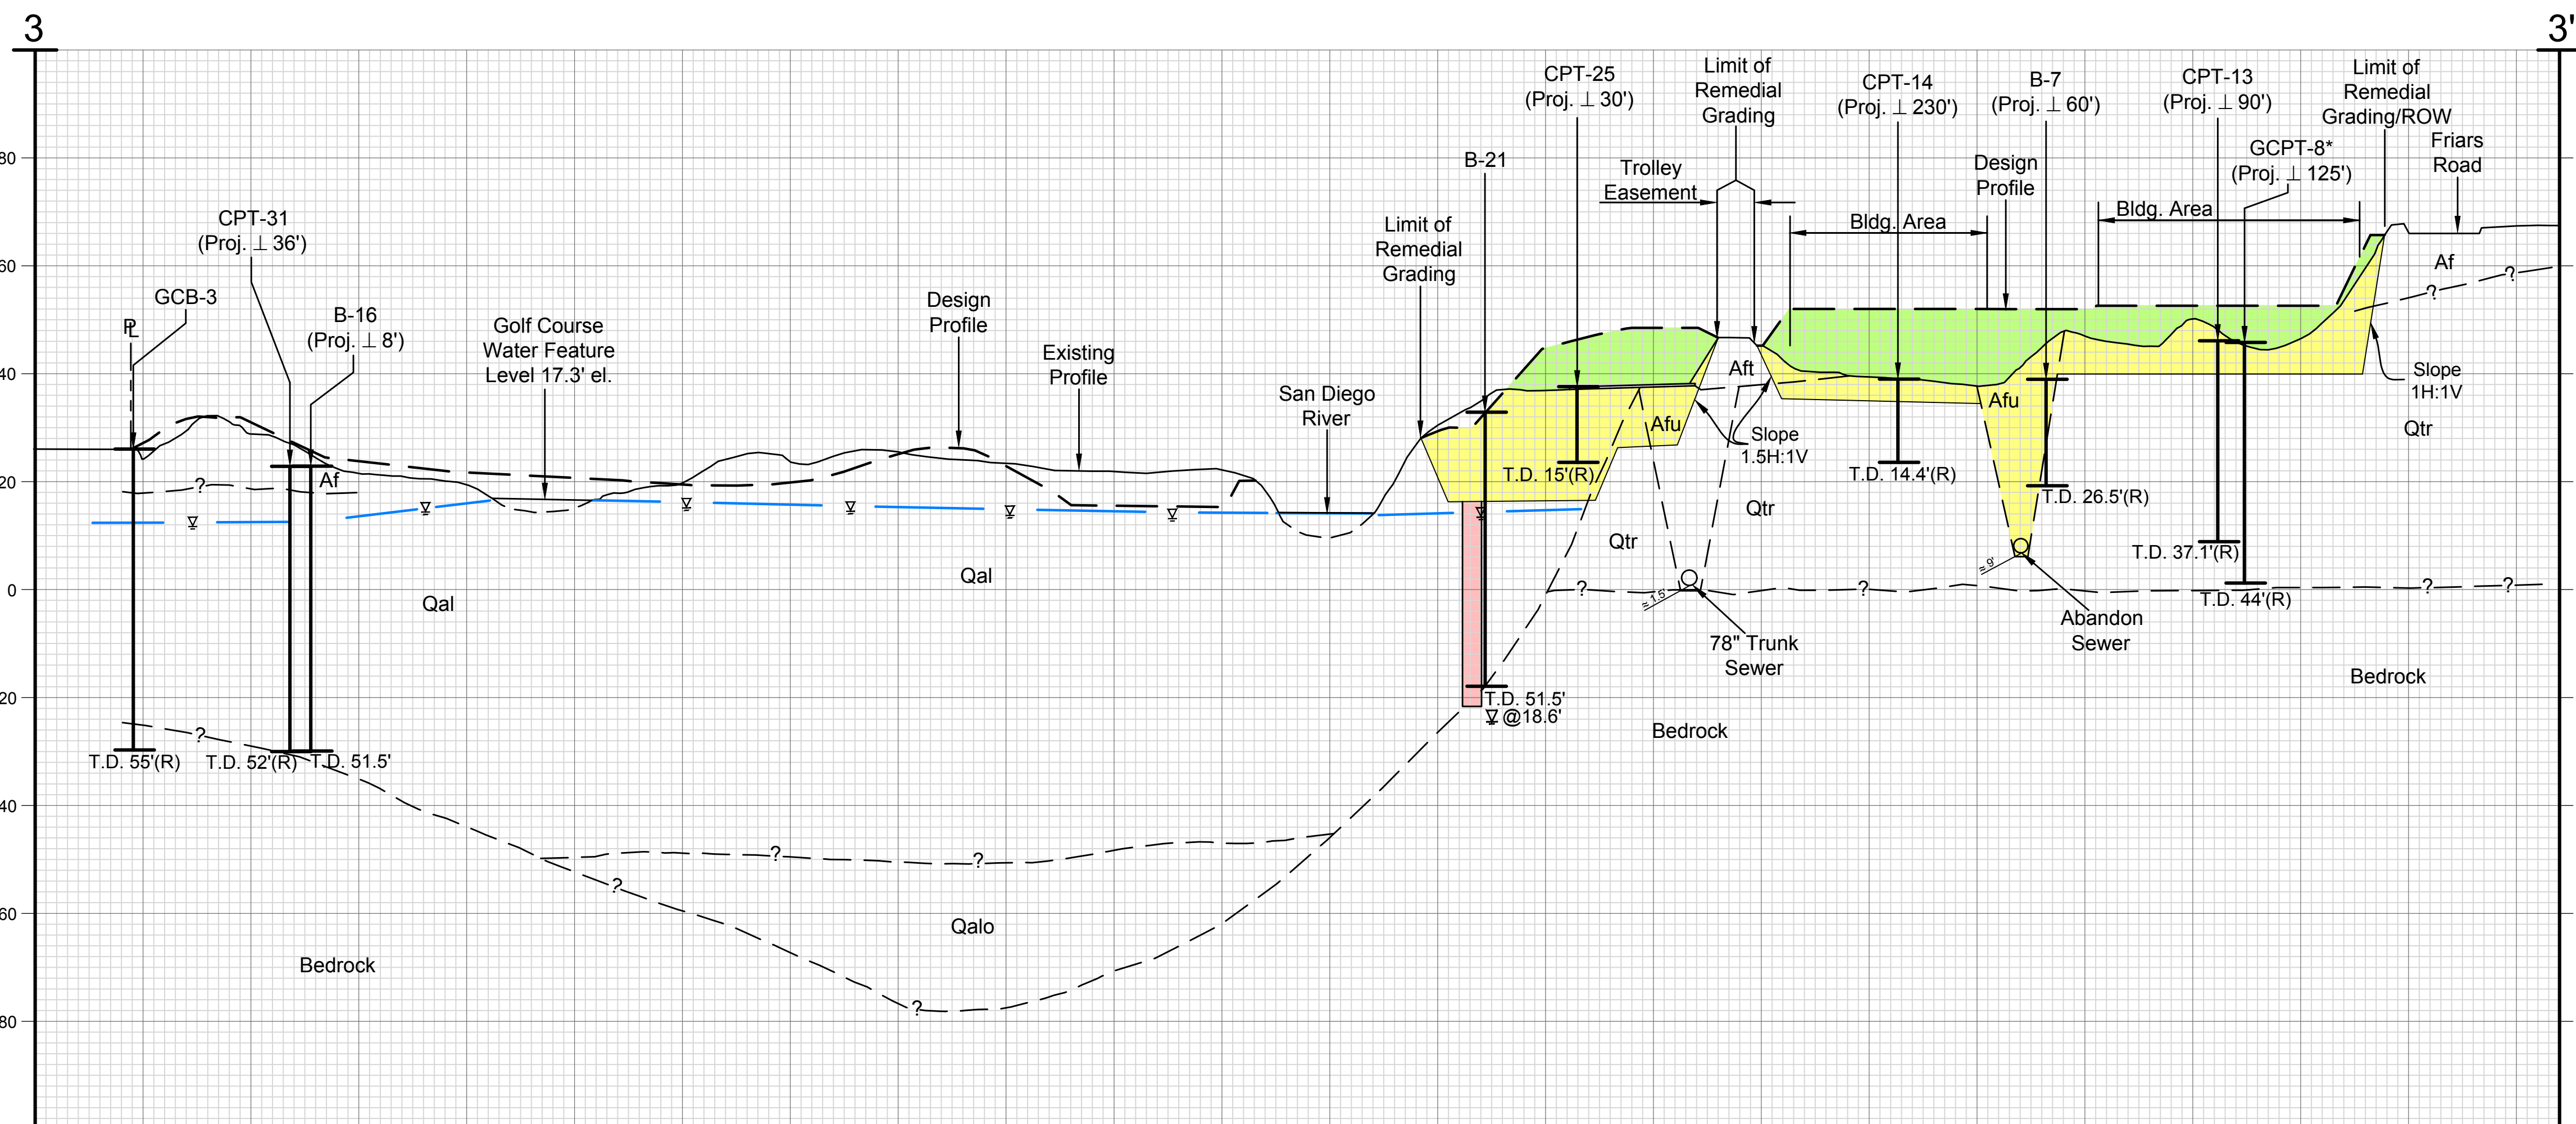 3
3'
CPT-25
(Proj. ⊥ 30')
Limit of
Remedial
Grading
CPT-14
(Proj. ⊥ 230')
B-7
(Proj. ⊥ 60')
CPT-13
(Proj. ⊥ 90')
Limit of
Remedial
Grading/ROW
Friars
Road
GCPT-8*
(Proj. ⊥ 125')
B-21
Trolley
Easement
Design
Profile
Bldg. Area
Bldg. Area
CPT-31
(Proj. ⊥ 36')
Limit of
Remedial
Grading
GCB-3
PL
B-16
(Proj. ⊥ 8')
Golf Course
Water Feature
Level 17.3' el.
Design
Profile
Existing
Profile
San Diego
River
80
60
40
20
0
20
40
60
80
Af
?
?
Aft
Afu
Afu
Slope
1H:1V
Qtr
Slope
1.5H:1V
T.D. 15'(R)
T.D. 14.4'(R)
T.D. 26.5'(R)
Af
?
Qtr
Qtr
T.D. 37.1'(R)
T.D. 44'(R)
≈ 9'
≈ 1.5'
?
?
?
?
Qal
Qal
78" Trunk
Sewer
Abandon
Sewer
Bedrock
T.D. 51.5'
@18.6'
Bedrock
?
T.D. 55'(R)
T.D. 52'(R)
T.D. 51.5'
?
?
?
Qalo
Bedrock
?